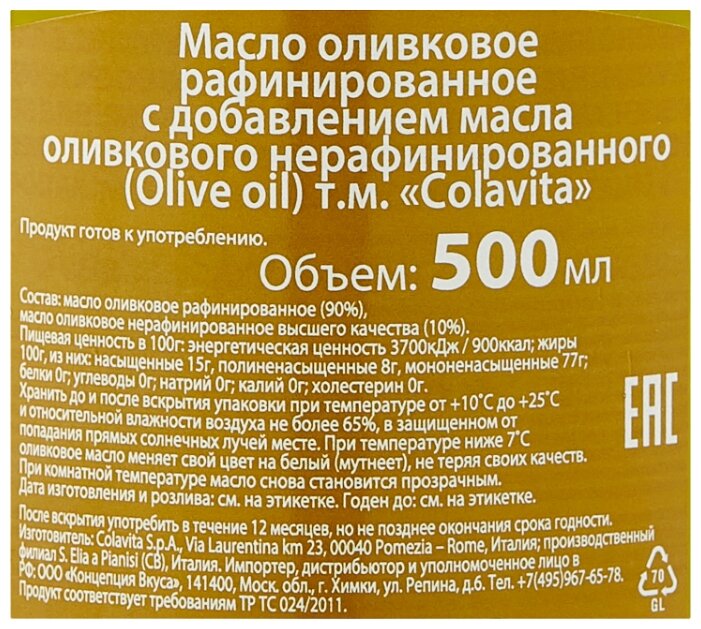 Масло оливковое
рафинированное
с добавлением масла
оливкового нерафинированного
(Olive oil) т.м. «Colavita»
Продукт готов к употреблению.
Объем: 500 мл
Состав: масло оливковое рафинированное (90%),
масло оливковое нерафинированное высшего качества (10%).
Пищевая ценность в 100г: энергетическая ценность 3700кДж / 900ккал; жиры
100г, из них: насыщенные 15г, полиненасыщенные 8г, мононенасыщенные 77г;
белки 0г; углеводы 0г; натрий 0г; калий 0г; холестерин 0г.
Хранить до и после вскрытия упаковки при температуре от +10˚С до +25˚С
и относительной влажности воздуха не более 65%, в защищенном от
попадания прямых солнечных лучей месте. При температуре ниже 7˚С
оливковое масло меняет свой цвет на белый (мутнеет), не теряя своих качеств.
При комнатной температуре масло снова становится прозрачным.
Дата изготовления и розлива: см. на этикетке. Годен до: см. на этикетке.
EAC
После вскрытия употребить в течение 12 месяцев, но не позднее окончания срока годности.
Изготовитель: Colavita S.p.A., Via Laurentina km 23, 00040 Pomezia – Rome, Италия; производственный
филиал S. Elia a Pianisi (CB), Италия. Импортер, дистрибьютор и уполномоченное лицо в
РФ: ООО «Концепция Вкуса», 141400, Моск. обл., г. Химки, ул. Репина, д.6. Тел. +7(495)967-65-78.
Продукт соответствует требованиям ТР ТС 024/2011.
70
GL